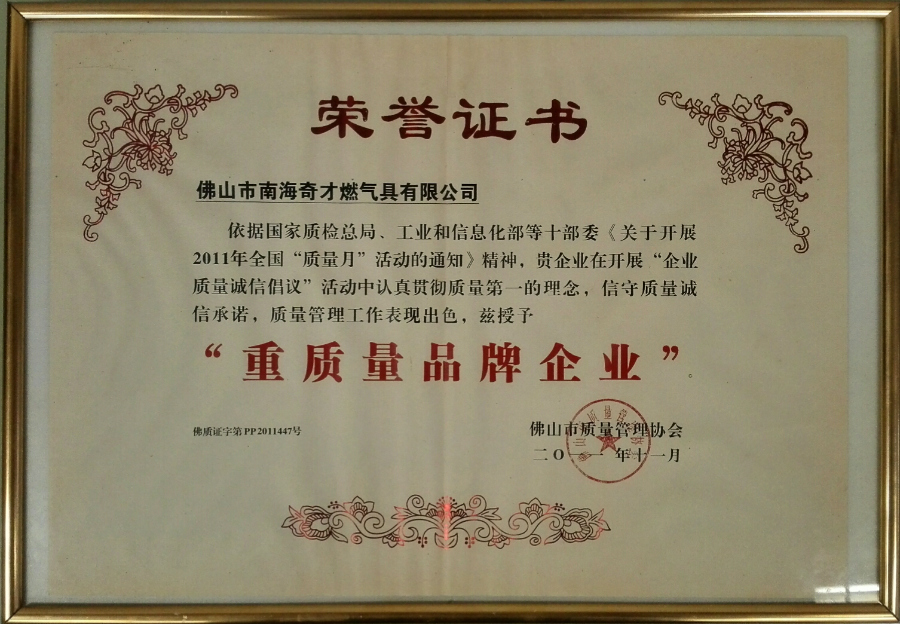 荣誉证书
佛山市南海奇才燃气具有限公司
依据国家质检总局、工业和信息化部等十部委《关于开展
2011年全国“质量月”活动的通知》精神，贵企业在开展“企业
质量诚信倡议”活动中认真贯彻质量第一的理念，信守质量诚
信承诺，质量管理工作表现出色，兹授予
“重质量品牌企业”。
佛质证字第PP2011447号
佛山市质量管理协会
二〇一一年十一月